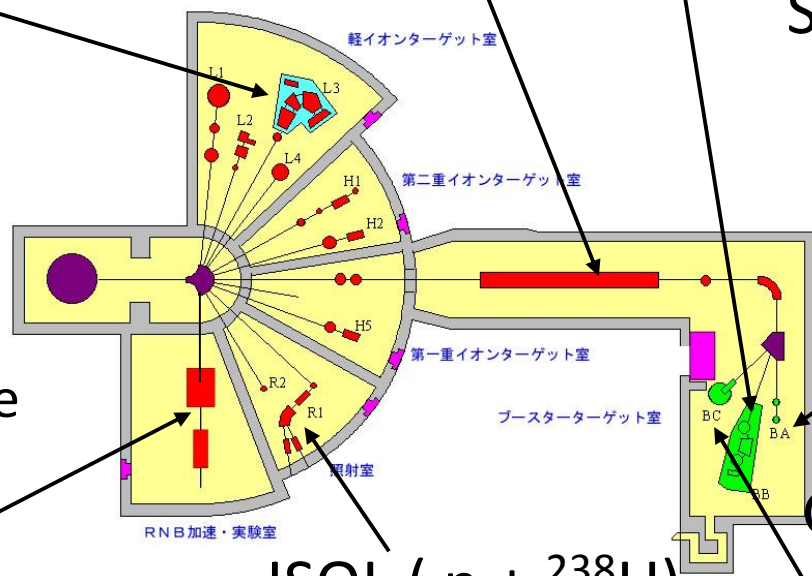 S
軽イオンターゲット室
L1
L3
L2
L4
H1
第二重イオンターゲット室
H2
H5
第一重イオンターゲット室
R2
R1
ブースターターゲット室
BC
BA
e
照射室
BB
RNB加速・実験室
ISOL ( p + ²³⁸U)